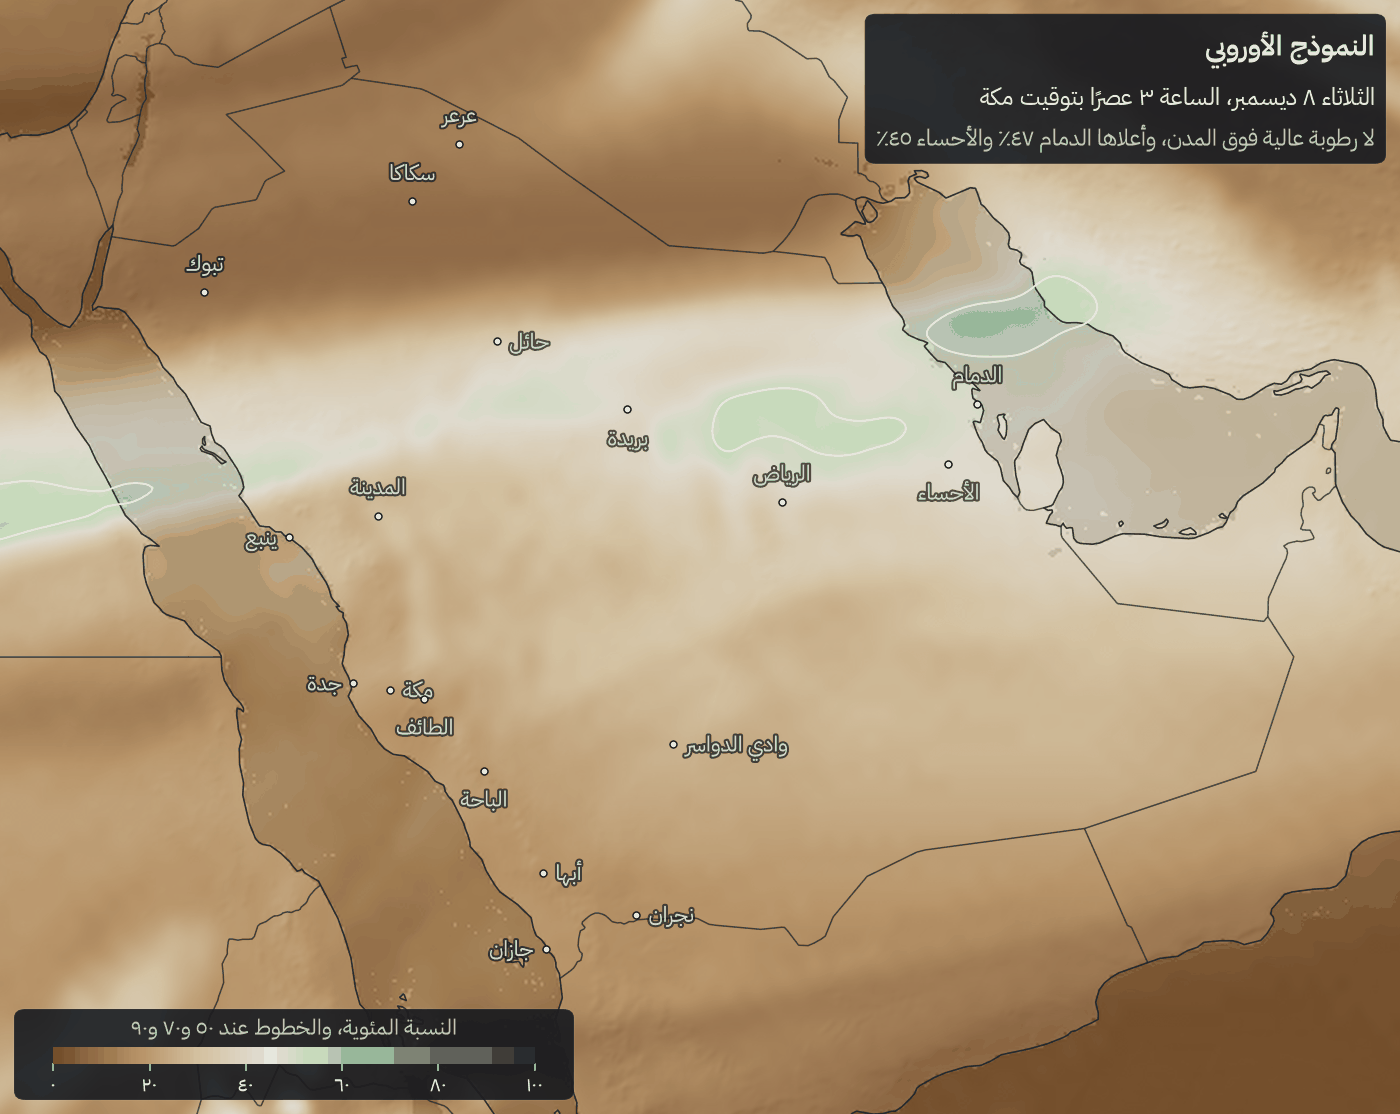 النموذج الأوروبي
الثلاثاء ٨ ديسمبر، الساعة ٣ عصرًا بتوقيت مكة
لا رطوبة عالية فوق المدن، وأعلاها الدمام ٤٧٪ والأحساء ٤٥٪
عرعر
سكاكا
تبوك
حائل
الدمام
بريدة
الرياض
المدينة
الأحساء
ينبع
جدة
مكة
الطائف
وادي الدواسر
الباحة
أبها
نجران
جازان
النسبة المئوية، والخطوط عند ٥٠ و٧٠ و٩٠
٠ ٢٠ ٤٠ ٦٠ ٨٠ ١٠٠